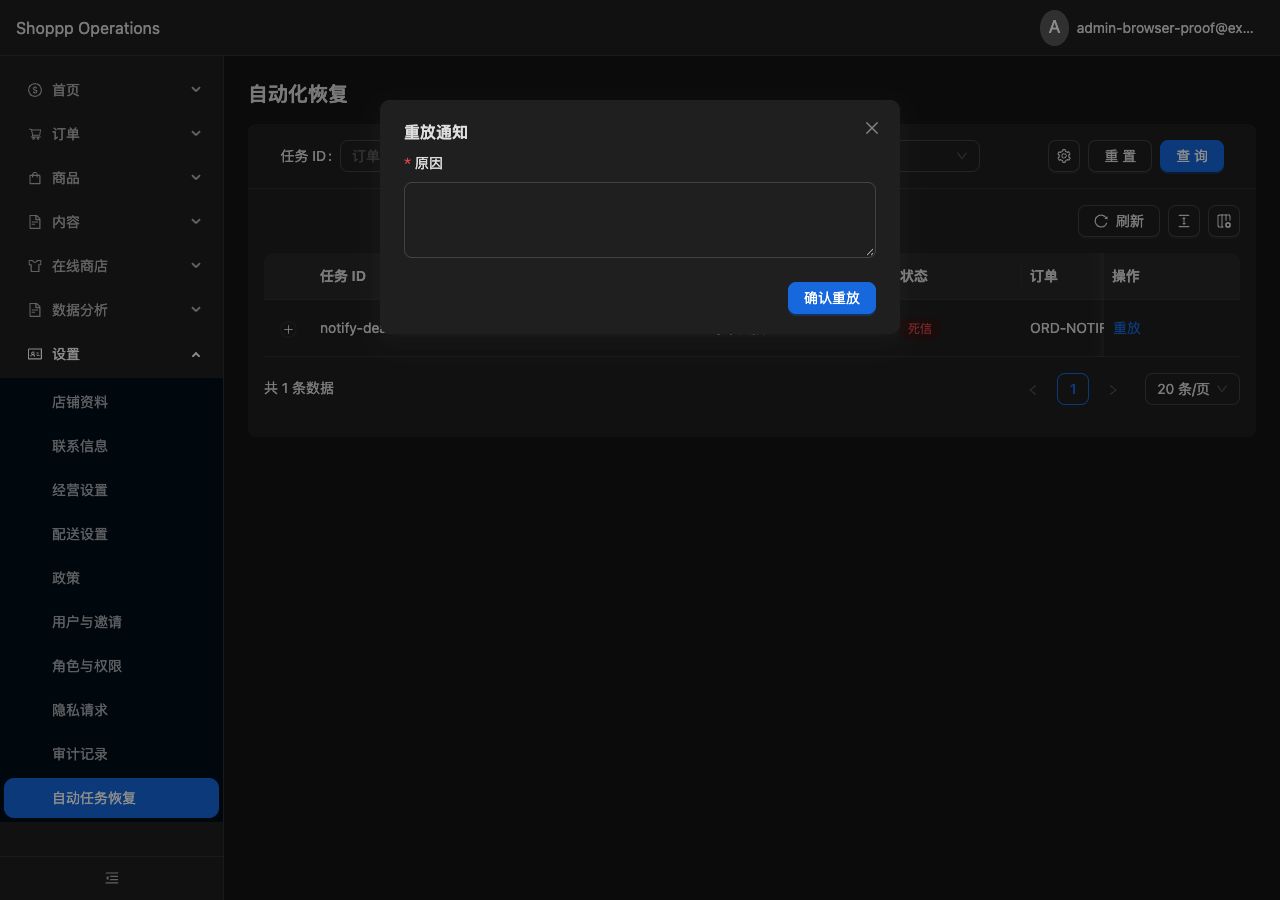 Shoppp Operations
A
admin-browser-proof@ex...
首页
订单
商品
内容
在线商店
数据分析
设置
店铺资料
联系信息
经营设置
配送设置
政策
用户与邀请
角色与权限
隐私请求
审计记录
自动任务恢复
自动化恢复
任务 ID:
订单
重 置
查 询
刷新
重放通知
* 原因
确认重放
任务 ID
状态
订单
操作
notify-dea
死信
ORD-NOTIF
重放
共 1 条数据
1
20 条/页